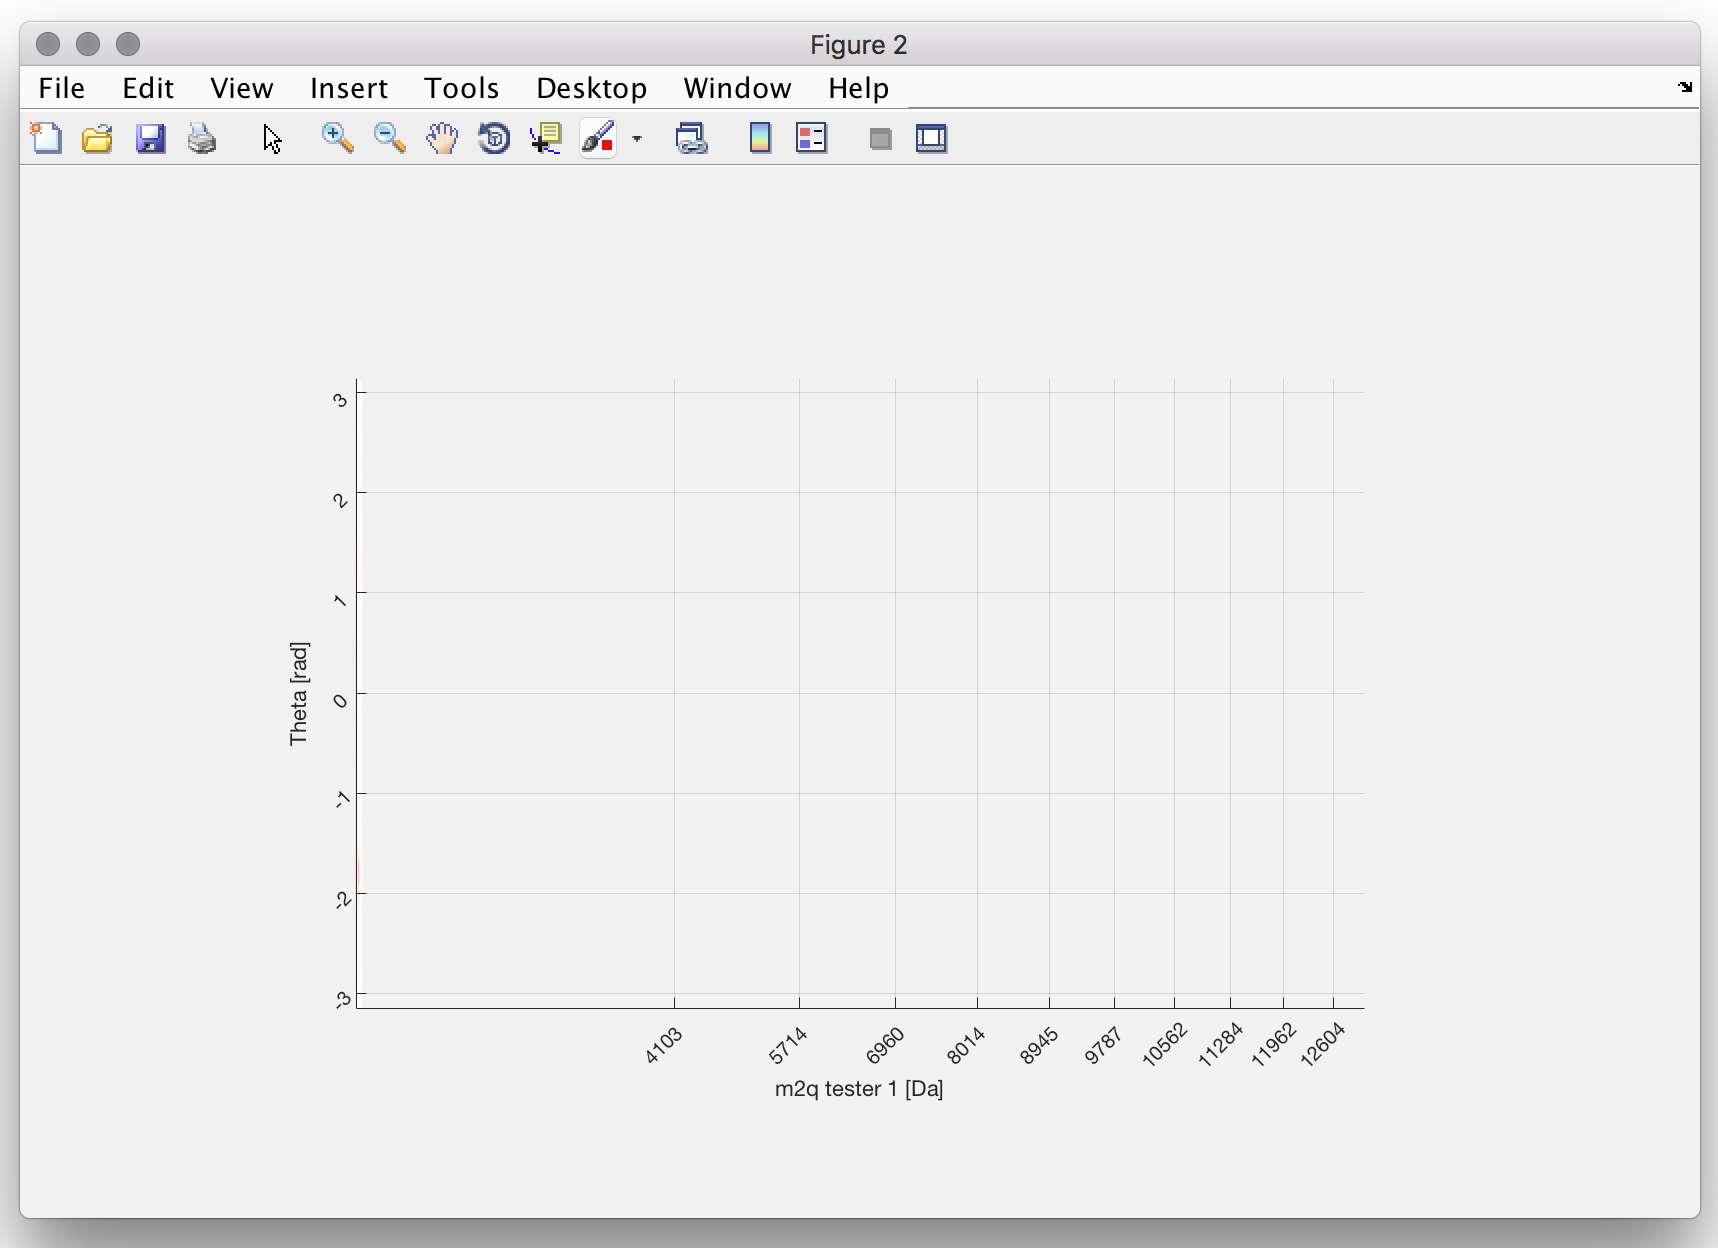 Figure 2
File Edit View Insert Tools Desktop Window Help
3
2
1
0
-1
-2
-3
Theta [rad]
4103 5714 6960 8014 8945 9787 10562 11284 11962 12604
m2q tester 1 [Da]